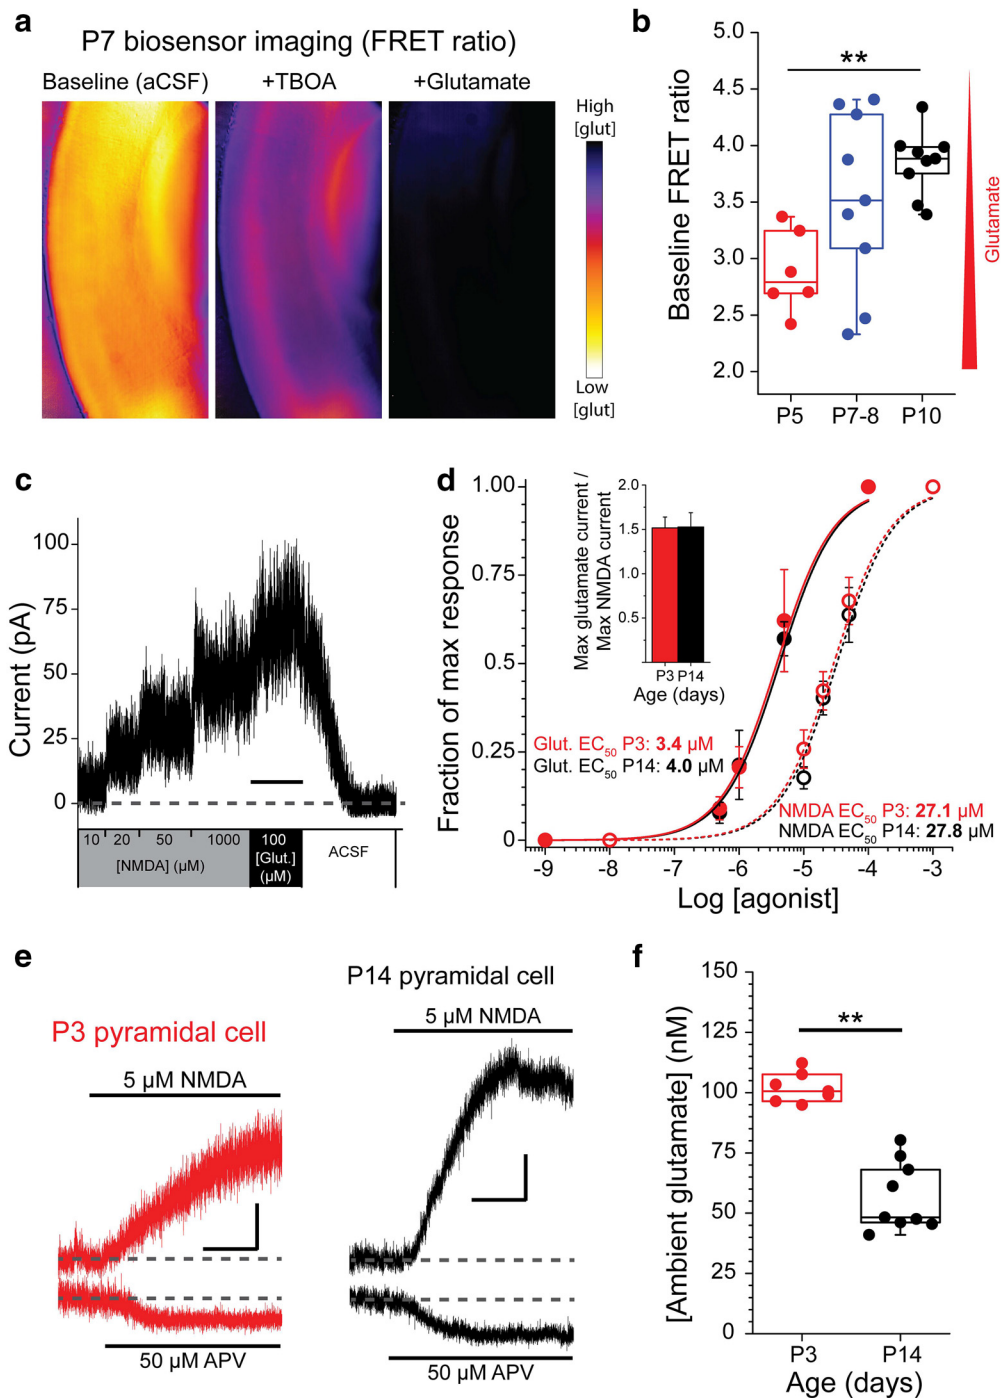 a
P7 biosensor imaging (FRET ratio)
Baseline (aCSF)
+TBOA
+Glutamate
High
[glut]
Low
[glut]
b
Baseline FRET ratio
5.0
4.5
4.0
3.5
3.0
2.5
2.0
**
P5
P7-8
P10
Glutamate
c
Current (pA)
100
75
50
25
0
10
20
50
1000
[NMDA] (µM)
100
[Glut.]
(µM)
ACSF
d
Fraction of max response
1.00
0.75
0.5
0.25
0
Max glutamate current /
Max NMDA current
2.0
1.5
1.0
0.5
P3 P14
Age (days)
Glut. EC50 P3: 3.4 µM
Glut. EC50 P14: 4.0 µM
NMDA EC50 P3: 27.1 µM
NMDA EC50 P14: 27.8 µM
-9
-8
-7
-6
-5
-4
-3
Log [agonist]
e
P3 pyramidal cell
5 µM NMDA
50 µM APV
P14 pyramidal cell
5 µM NMDA
50 µM APV
f
[Ambient glutamate] (nM)
150
125
100
75
50
25
0
**
P3
P14
Age (days)